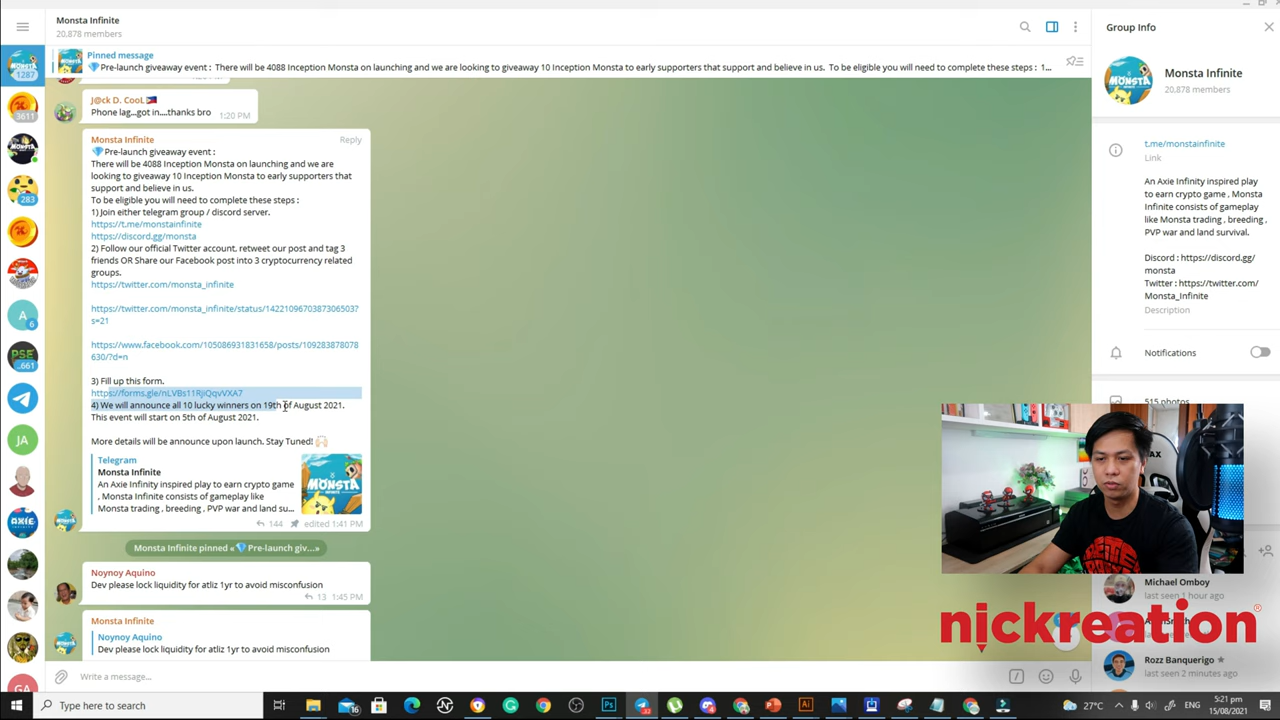 Monsta Infinite
20,878 members
Group Info
Pinned message
💎Pre-launch giveaway event : There will be 4088 Inception Monsta on launching and we are looking to giveaway 10 Inception Monsta to early supporters that support and believe in us. To be eligible you will need to complete these steps : 1...
Monsta Infinite
20,878 members
1287
3611
283
A
6
PSE
..661
JA
AXIE
GA
J@ck D. CooL 🇵🇭
Phone lag...got in....thanks bro 1:20 PM
Monsta Infinite Reply
💎Pre-launch giveaway event :
There will be 4088 Inception Monsta on launching and we are
looking to giveaway 10 Inception Monsta to early supporters that
support and believe in us.
To be eligible you will need to complete these steps :
1) Join either telegram group / discord server.
https://t.me/monstainfinite
https://discord.gg/monsta
2) Follow our official Twitter account, retweet our post and tag 3
friends OR Share our Facebook post into 3 cryptocurrency related
groups.
https://twitter.com/monsta_infinite
https://twitter.com/monsta_infinite/status/1422109670387306503?
s=21
https://www.facebook.com/105086931831658/posts/109283878078
630/?d=n
3) Fill up this form.
https://forms.gle/nLVBs11RjiQqvVXA7
4) We will announce all 10 lucky winners on 19th of August 2021.
This event will start on 5th of August 2021.
More details will be announce upon launch. Stay Tuned! 🙌🏻
Telegram
Monsta Infinite
An Axie Infinity inspired play to earn crypto game
, Monsta Infinite consists of gameplay like
Monsta trading , breeding , PVP war and land su...
MONSTA
INFINITE
144 edited 1:41 PM
Monsta Infinite pinned «💎Pre-launch giv...»
Noynoy Aquino
Dev please lock liquidity for atliz 1yr to avoid misconfusion
13 1:45 PM
Monsta Infinite
Noynoy Aquino
Dev please lock liquidity for atliz 1yr to avoid misconfusion
Write a message...
t.me/monstainfinite
Link
An Axie Infinity inspired play to
earn crypto game , Monsta
Infinite consists of gameplay
like Monsta trading , breeding ,
PVP war and land survival.
Discord : https://discord.gg/
monsta
Twitter : https://twitter.com/
Monsta_Infinite
Description
Notifications
515 photos
Michael Omboy
last seen 1 hour ago
Rozz Banquerigo
last seen 2 minutes ago
nickreation®
Type here to search
16
Ps
Ai
27°C
ENG
5:21 pm
15/08/2021